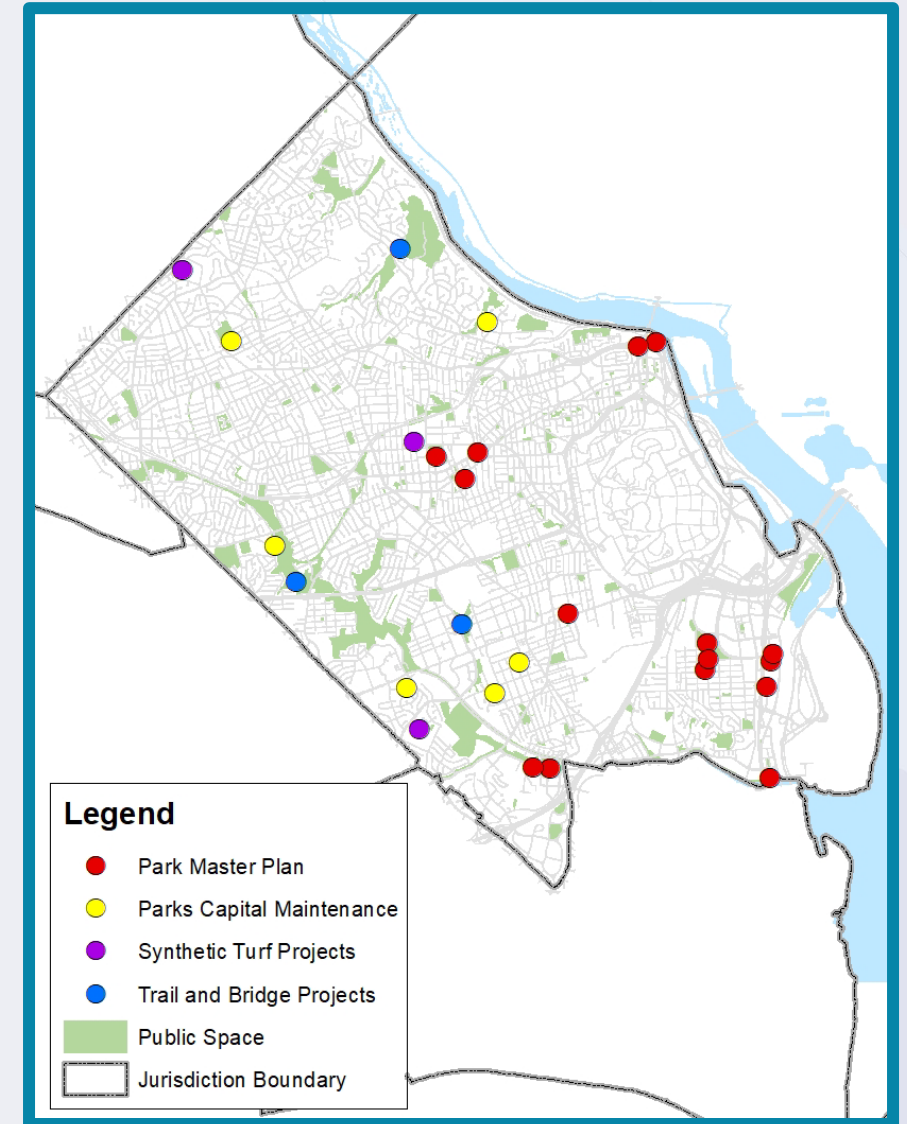 Legend
Park Master Plan
Parks Capital Maintenance
Synthetic Turf Projects
Trail and Bridge Projects
Public Space
Jurisdiction Boundary